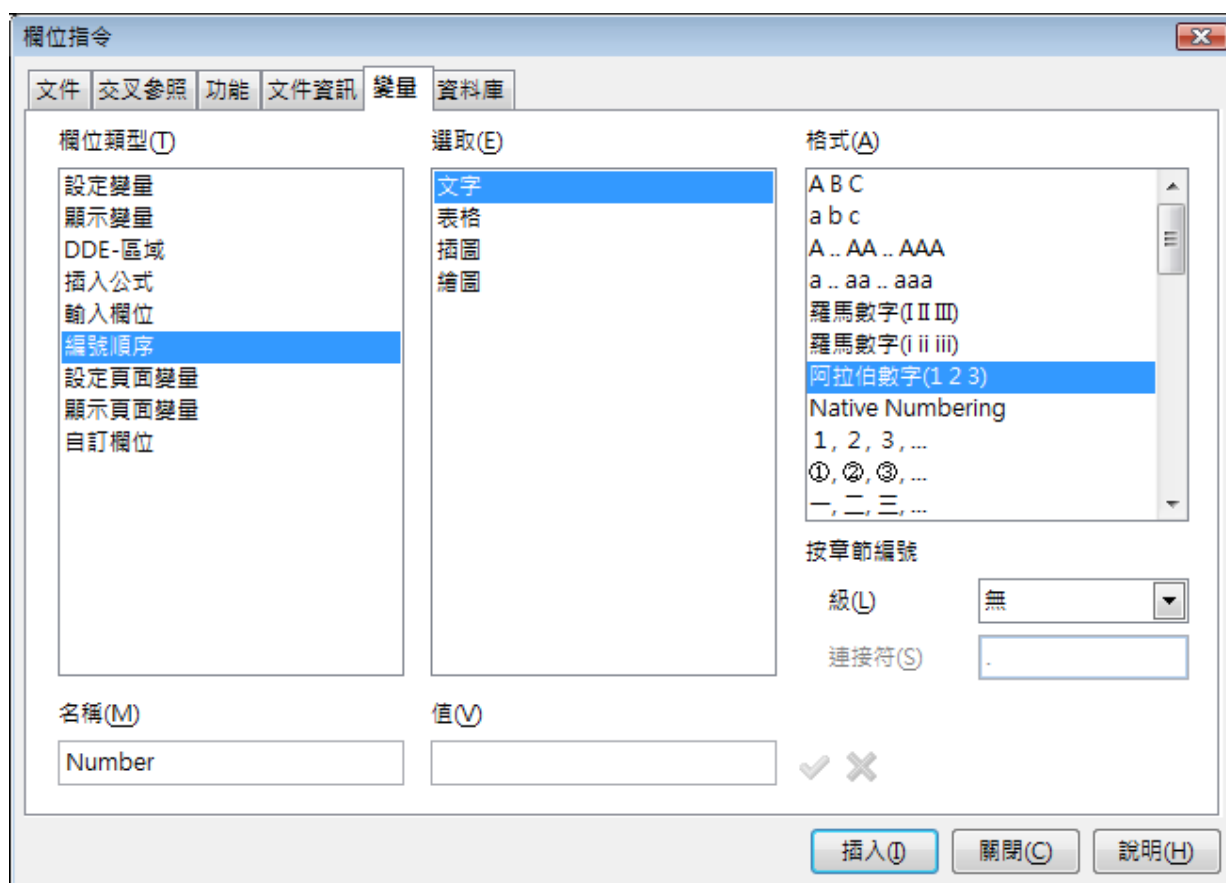 欄位指令
文件 交叉參照 功能 文件資訊 變量 資料庫
欄位類型(T)
設定變量
顯示變量
DDE-區域
插入公式
輸入欄位
編號順序
設定頁面變量
顯示頁面變量
自訂欄位
選取(E)
文字
表格
插圖
繪圖
格式(A)
A B C
a b c
A .. AA .. AAA
a .. aa .. aaa
羅馬數字(I II III)
羅馬數字(i ii iii)
阿拉伯數字(1 2 3)
Native Numbering
1, 2, 3, ...
①, ②, ③, ...
一, 二, 三, ...
按章節編號
級(L) 無
連接符(S) .
名稱(M)
Number
值(V)
插入(I) 關閉(C) 說明(H)